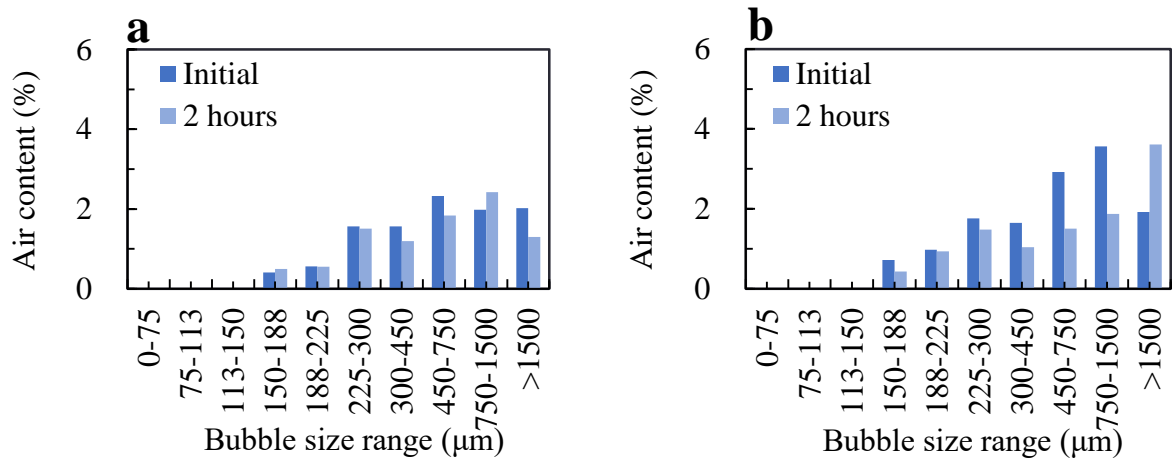 a
6
4
2
0
Air content (%)
Initial
2 hours
0-75
75-113
113-150
150-188
188-225
225-300
300-450
450-750
750-1500
>1500
Bubble size range (μm)
b
6
4
2
0
Air content (%)
Initial
2 hours
0-75
75-113
113-150
150-188
188-225
225-300
300-450
450-750
750-1500
>1500
Bubble size range (μm)